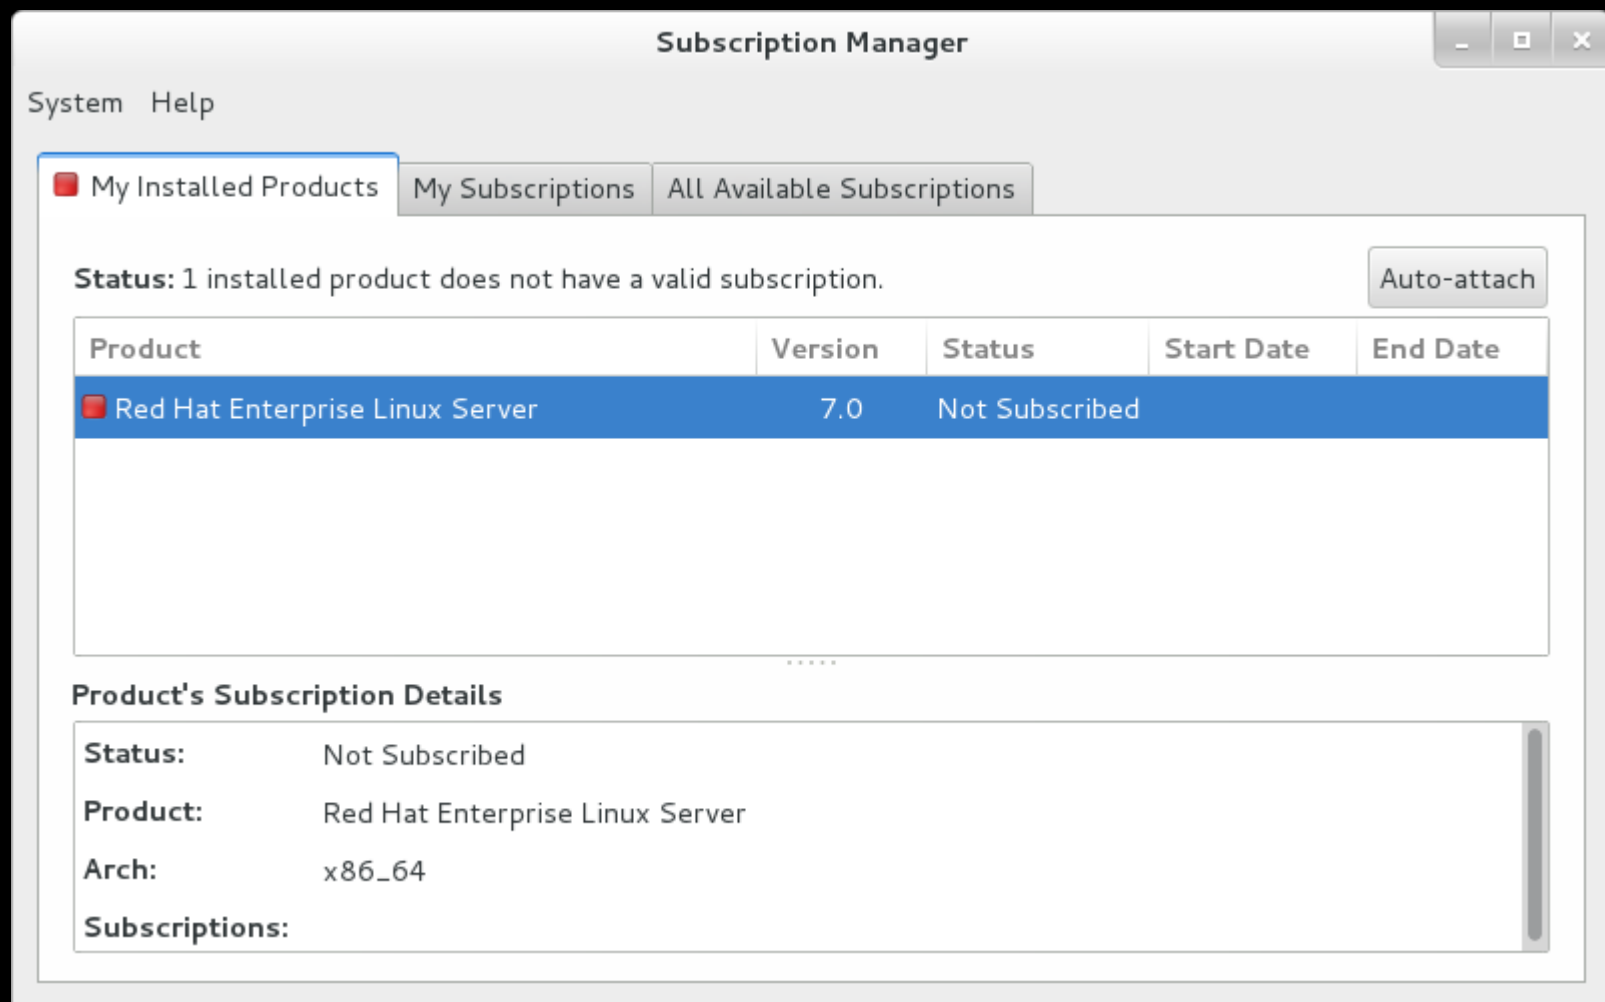 Subscription Manager
System Help
My Installed Products My Subscriptions All Available Subscriptions
Status: 1 installed product does not have a valid subscription. Auto-attach
Product Version Status Start Date End Date
Red Hat Enterprise Linux Server 7.0 Not Subscribed
Product's Subscription Details
Status: Not Subscribed
Product: Red Hat Enterprise Linux Server
Arch: x86_64
Subscriptions: